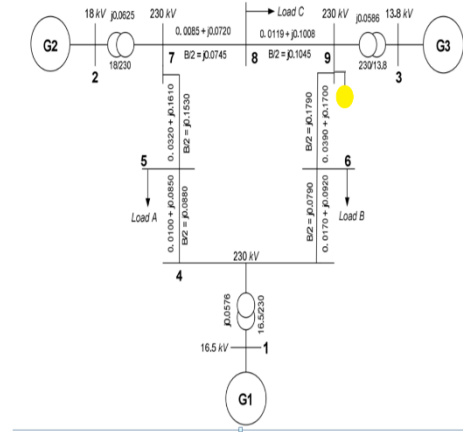 18 kV
j0.0625
230 kV
0.0085 + j0.0720
Load C
0.0119 + j0.1008
230 kV
j0.0586
13.8 kV
G2
G3
B/2 = j0.0745
B/2 = j0.1045
2
18/230
7
8
9
230/13.8
3
0.0320 + j0.1610
B/2 = j0.1530
B/2 = j0.1790
0.0390 + j0.1700
5
6
Load A
Load B
0.0100 + j0.0850
B/2 = j0.0880
B/2 = j0.0790
0.0170 + j0.0920
230 kV
4
j0.0576
16.5/230
16.5 kV
1
G1